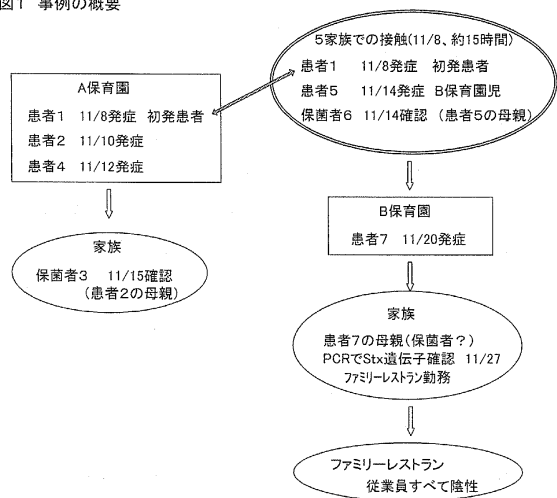 図1 事例の概要
5家族での接触(11/8、約15時間)
患者1 11/8発症 初発患者
患者5 11/14発症 B保育園児
保菌者6 11/14確認 (患者5の母親)
A保育園
患者1 11/8発症 初発患者
患者2 11/10発症
患者4 11/12発症
家族
保菌者3 11/15確認
(患者2の母親)
B保育園
患者7 11/20発症
家族
患者7の母親(保菌者?)
PCRでStx遺伝子確認 11/27
ファミリーレストラン勤務
ファミリーレストラン
従業員すべて陰性